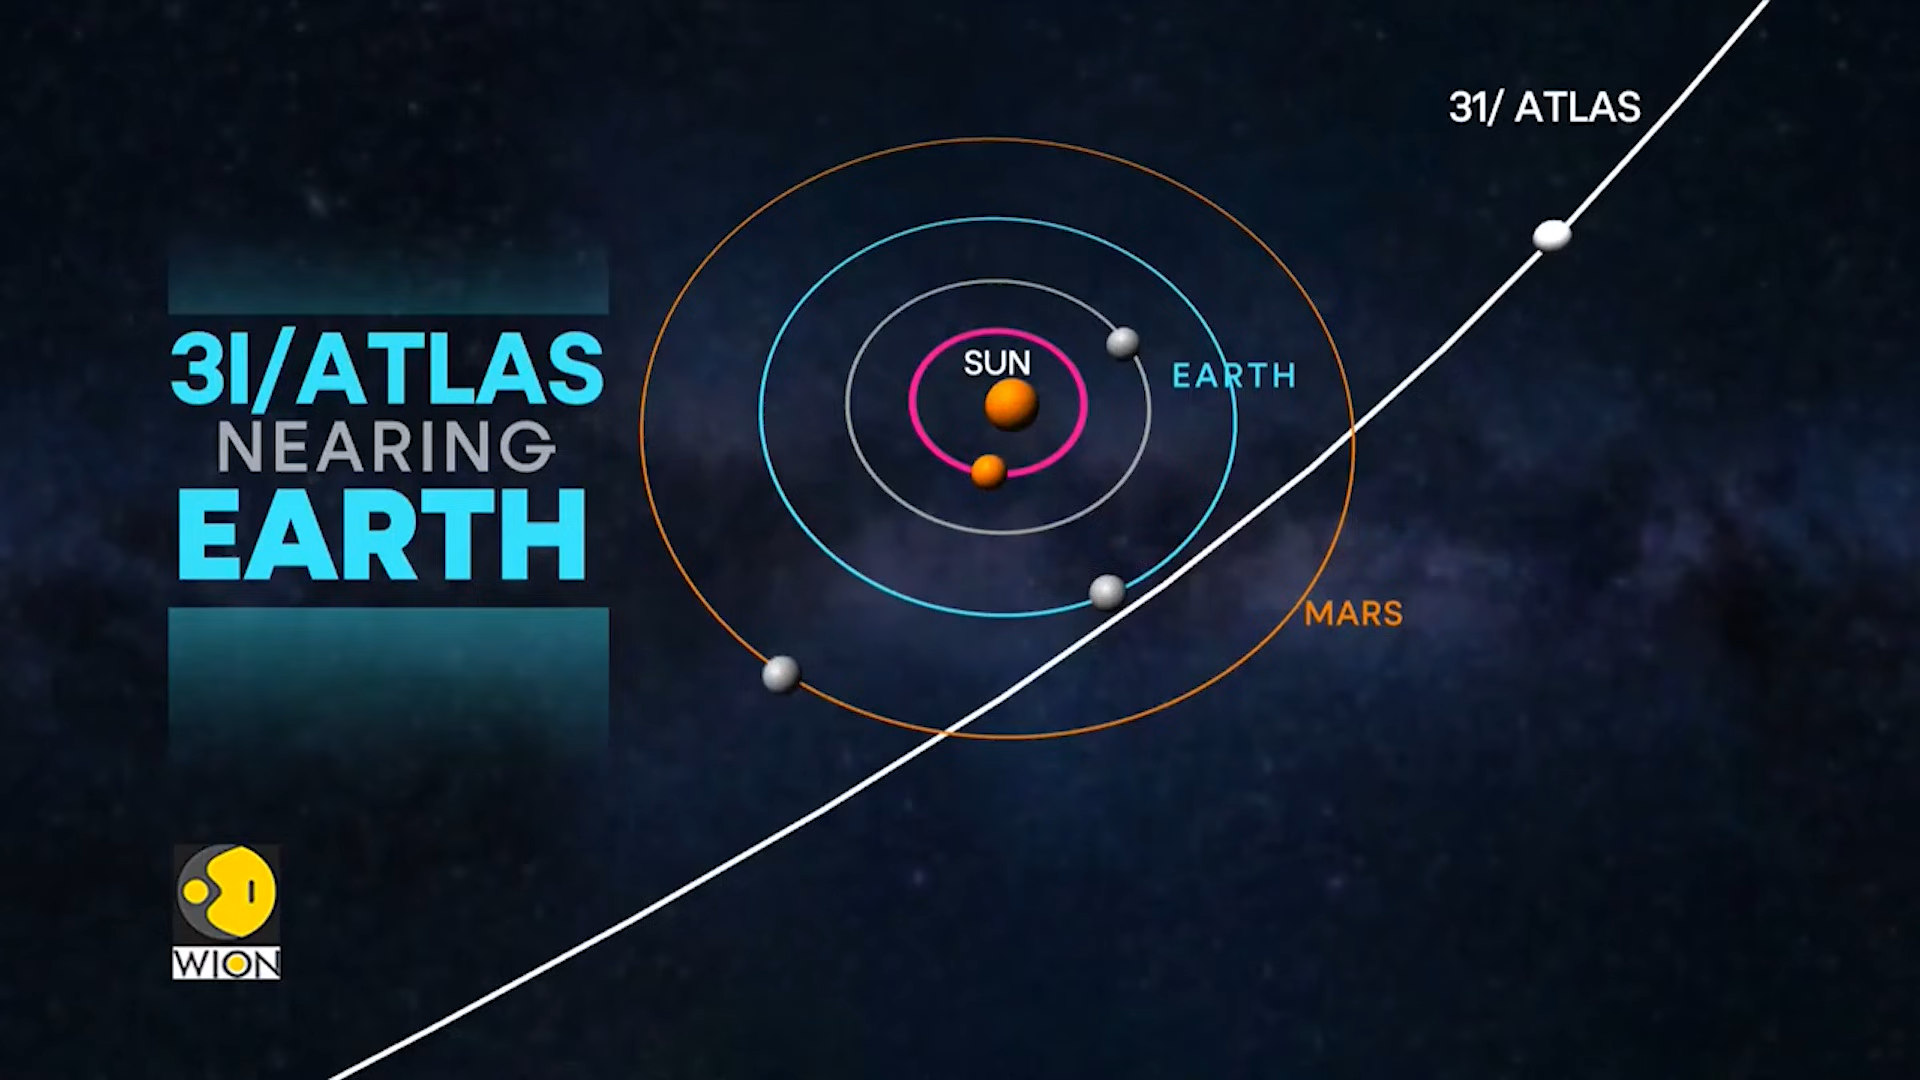 3I/ATLAS
NEARING
EARTH
31/ ATLAS
SUN
EARTH
MARS
WION